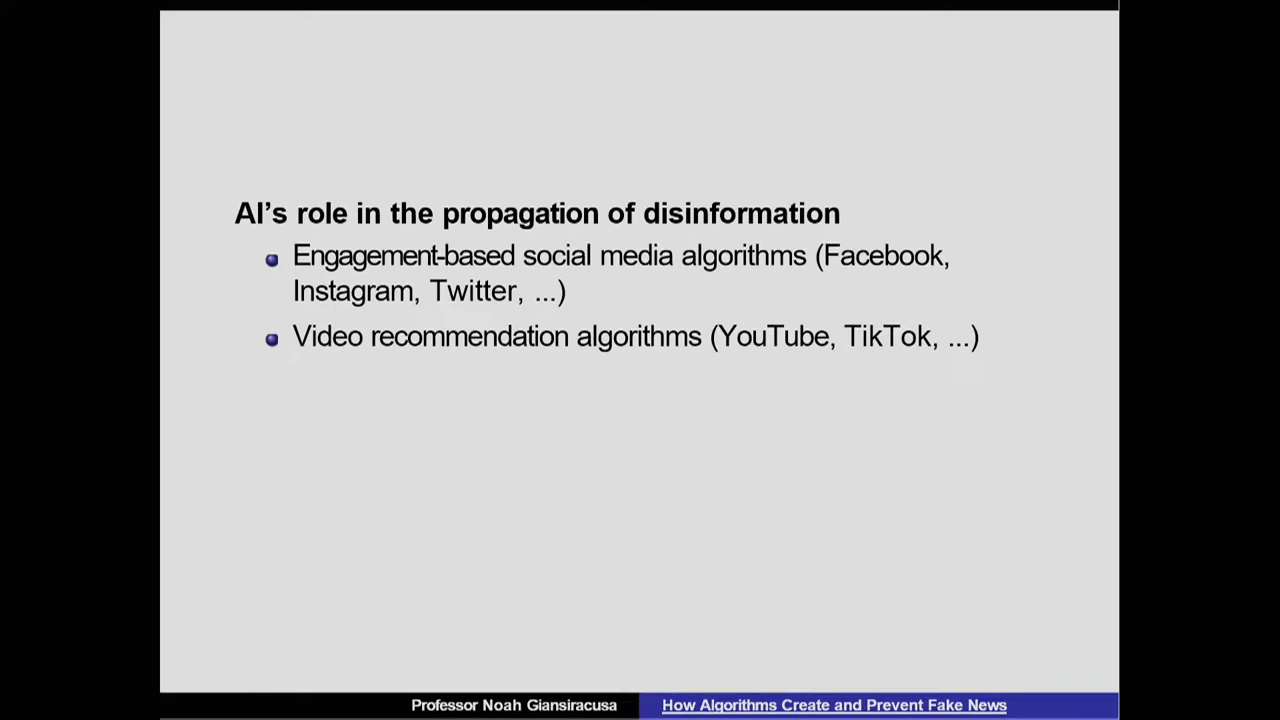 AI's role in the propagation of disinformation
Engagement-based social media algorithms (Facebook,
Instagram, Twitter, ...)
Video recommendation algorithms (YouTube, TikTok, ...)
Professor Noah Giansiracusa
How Algorithms Create and Prevent Fake News